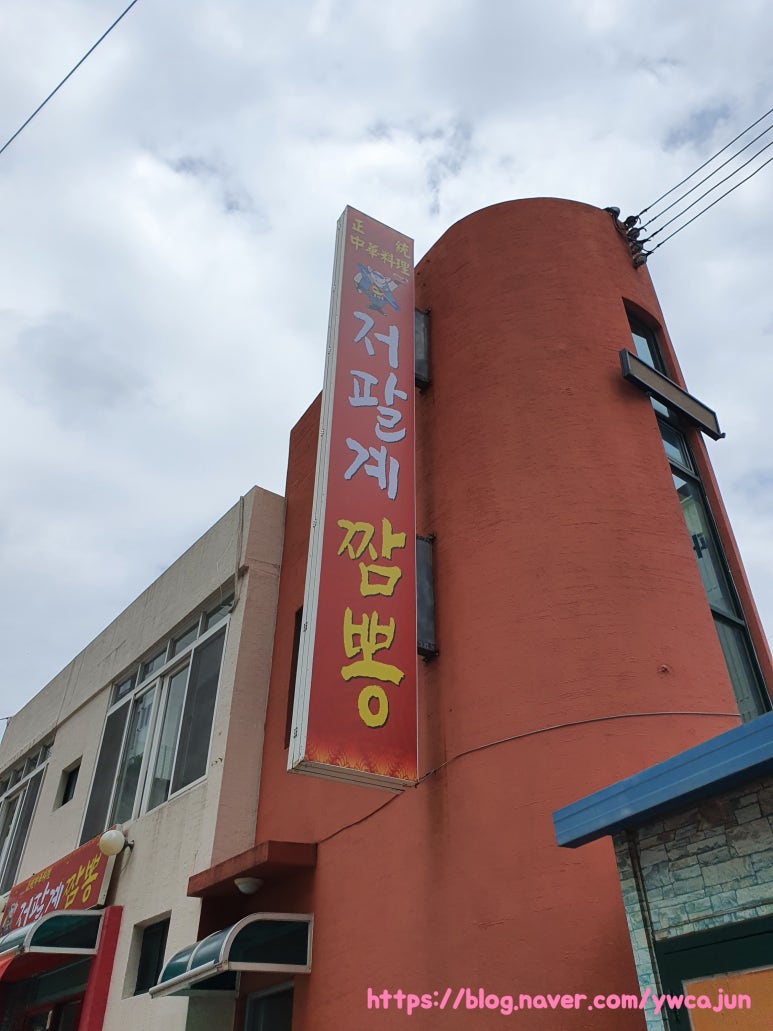 正 統
中華料理
저팔계 짬뽕
저팔계 짬뽕
https://blog.naver.com/ywcajun